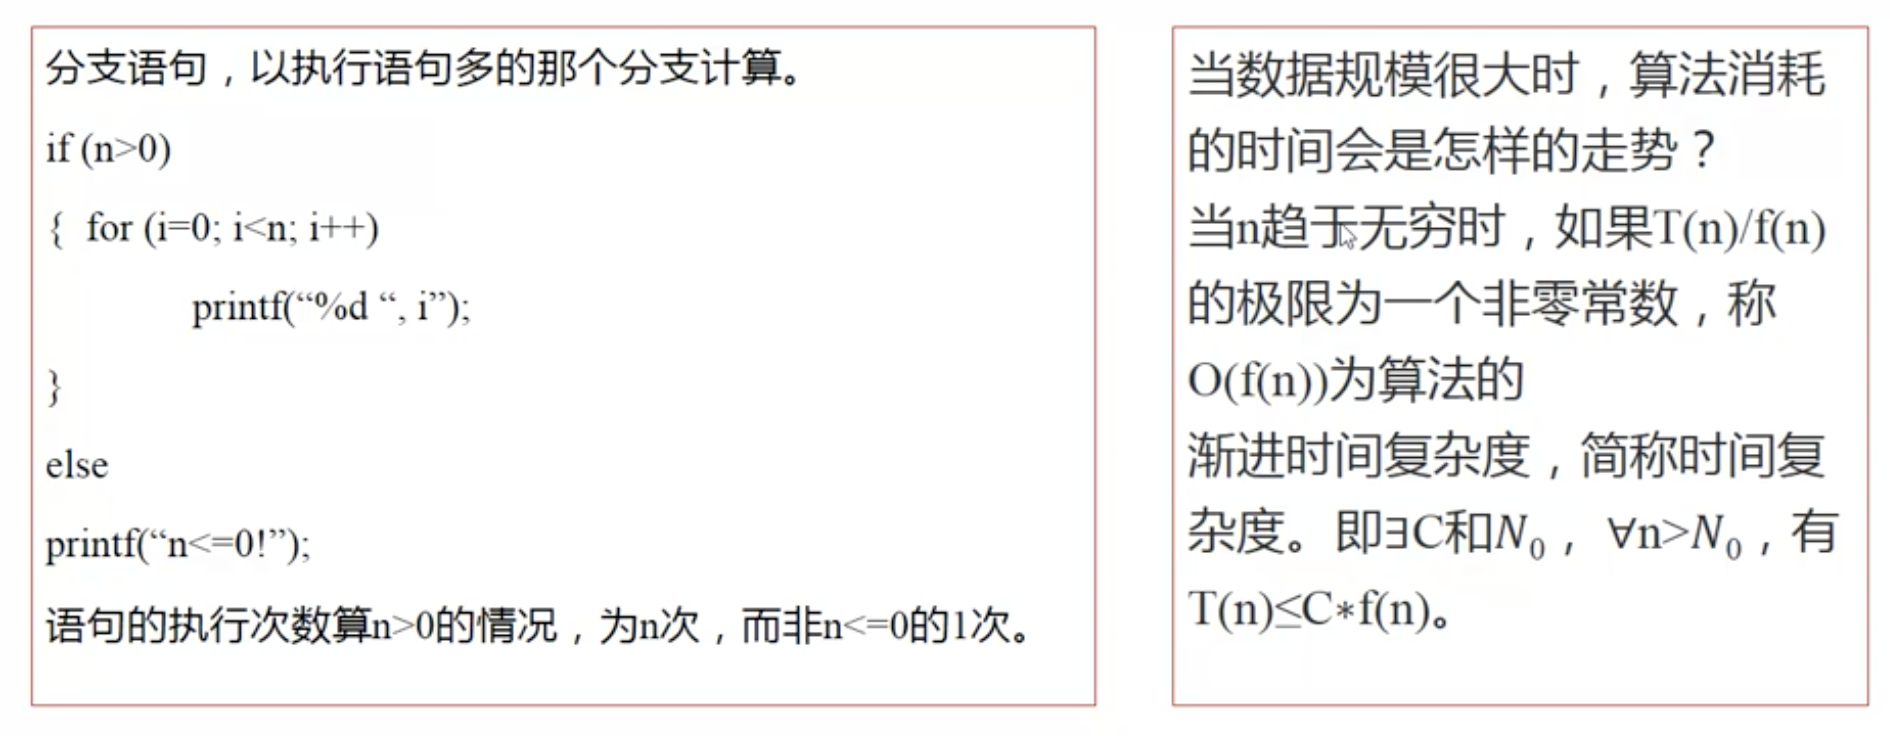 分支语句，以执行语句多的那个分支计算。
if (n>0)
{ for (i=0; i<n; i++)
printf(“%d “, i”);
}
else
printf(“n<=0!”);
语句的执行次数算n>0的情况，为n次，而非n<=0的1次。
当数据规模很大时，算法消耗
的时间会是怎样的走势？
当n趋于无穷时，如果T(n)/f(n)
的极限为一个非零常数，称
O(f(n))为算法的
渐进时间复杂度，简称时间复
杂度。即∃C和N₀，∀n>N₀，有
T(n)≤C*f(n)。